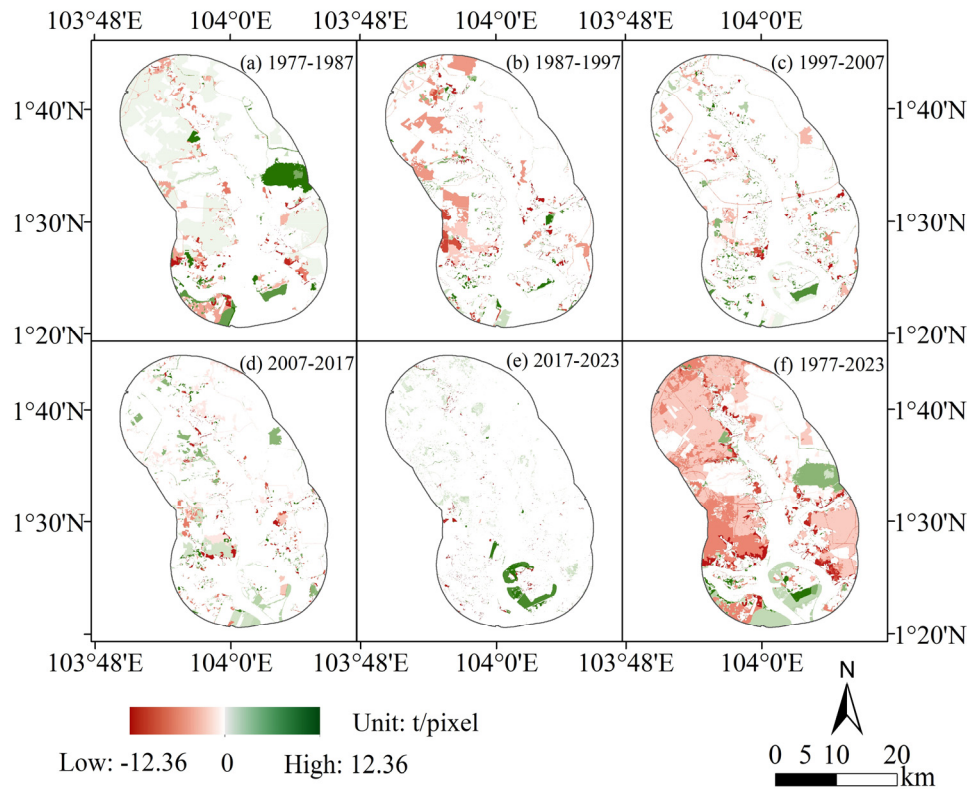 103°48'E 104°0'E 103°48'E 104°0'E 103°48'E 104°0'E
(a) 1977-1987 (b) 1987-1997 (c) 1997-2007
1°40'N 1°40'N
1°30'N 1°30'N
1°20'N 1°20'N
(d) 2007-2017 (e) 2017-2023 (f) 1977-2023
1°40'N 1°40'N
1°30'N 1°30'N
1°20'N 1°20'N
103°48'E 104°0'E 103°48'E 104°0'E 103°48'E 104°0'E
N
Unit: t/pixel
Low: -12.36 0 High: 12.36
0 5 10 20
km